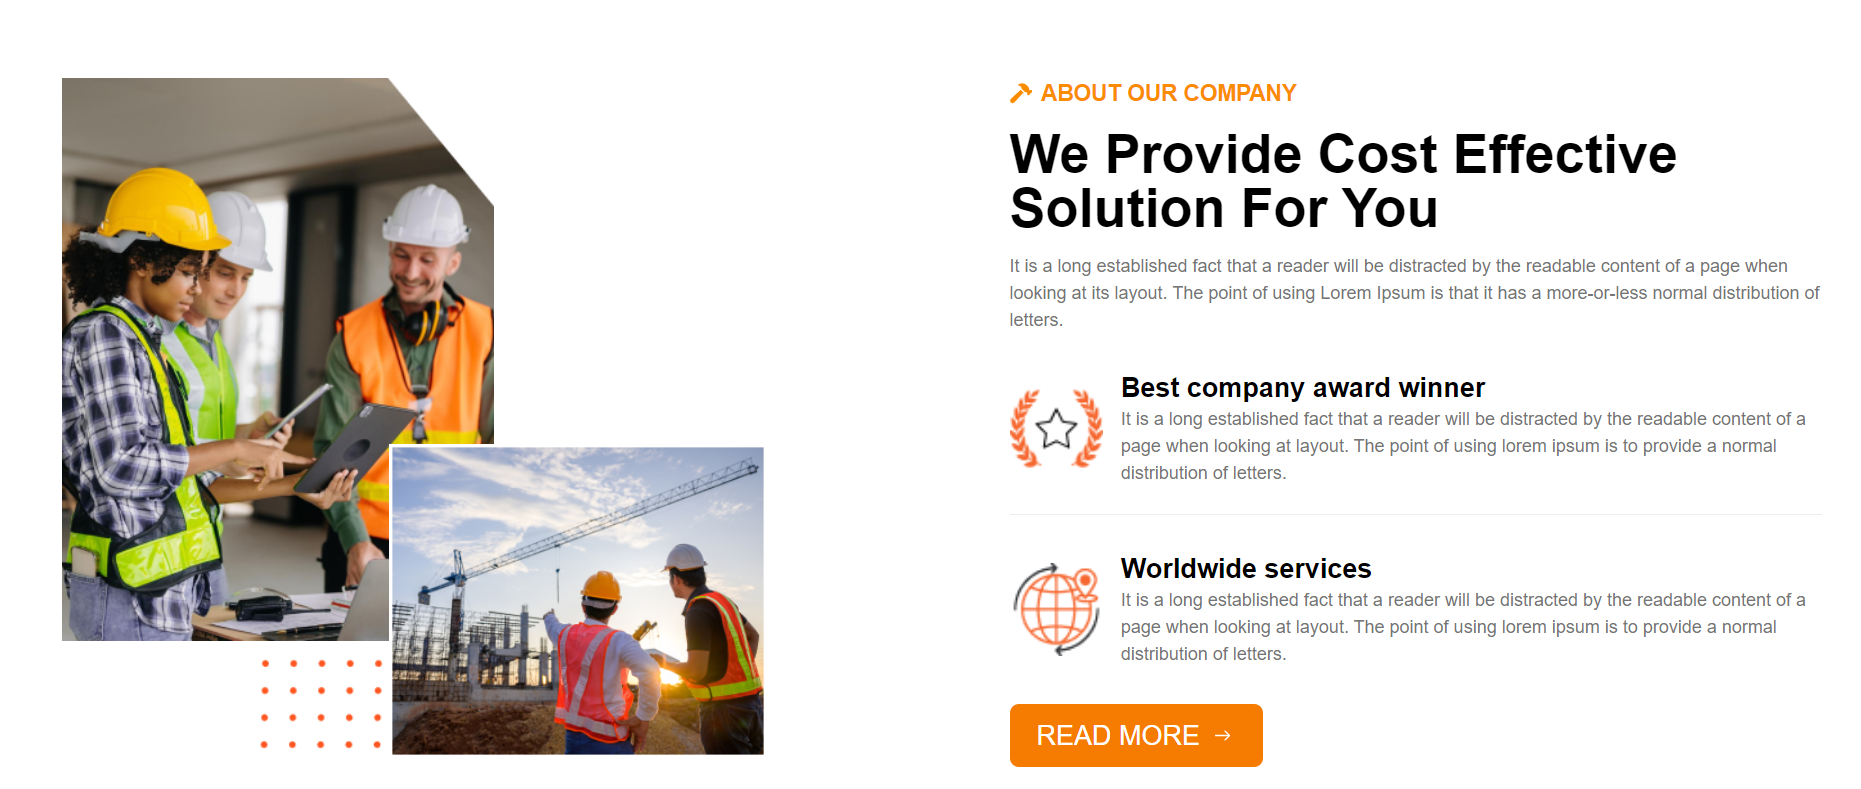 ABOUT OUR COMPANY
We Provide Cost Effective
Solution For You
It is a long established fact that a reader will be distracted by the readable content of a page when
looking at its layout. The point of using Lorem Ipsum is that it has a more-or-less normal distribution of
letters.
Best company award winner
It is a long established fact that a reader will be distracted by the readable content of a
page when looking at layout. The point of using lorem ipsum is to provide a normal
distribution of letters.
Worldwide services
It is a long established fact that a reader will be distracted by the readable content of a
page when looking at layout. The point of using lorem ipsum is to provide a normal
distribution of letters.
READ MORE →